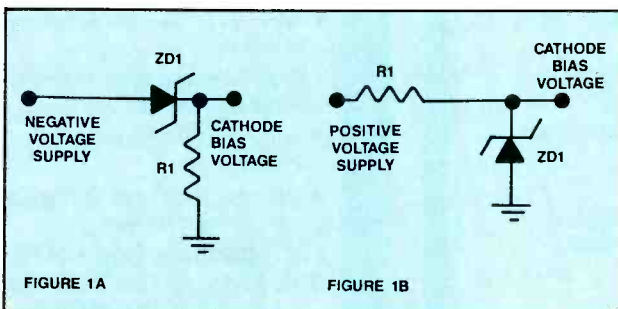 ZD1
NEGATIVE
VOLTAGE
SUPPLY
R1
CATHODE
BIAS
VOLTAGE
FIGURE 1A
R1
POSITIVE
VOLTAGE
SUPPLY
CATHODE
BIAS
VOLTAGE
ZD1
FIGURE 1B